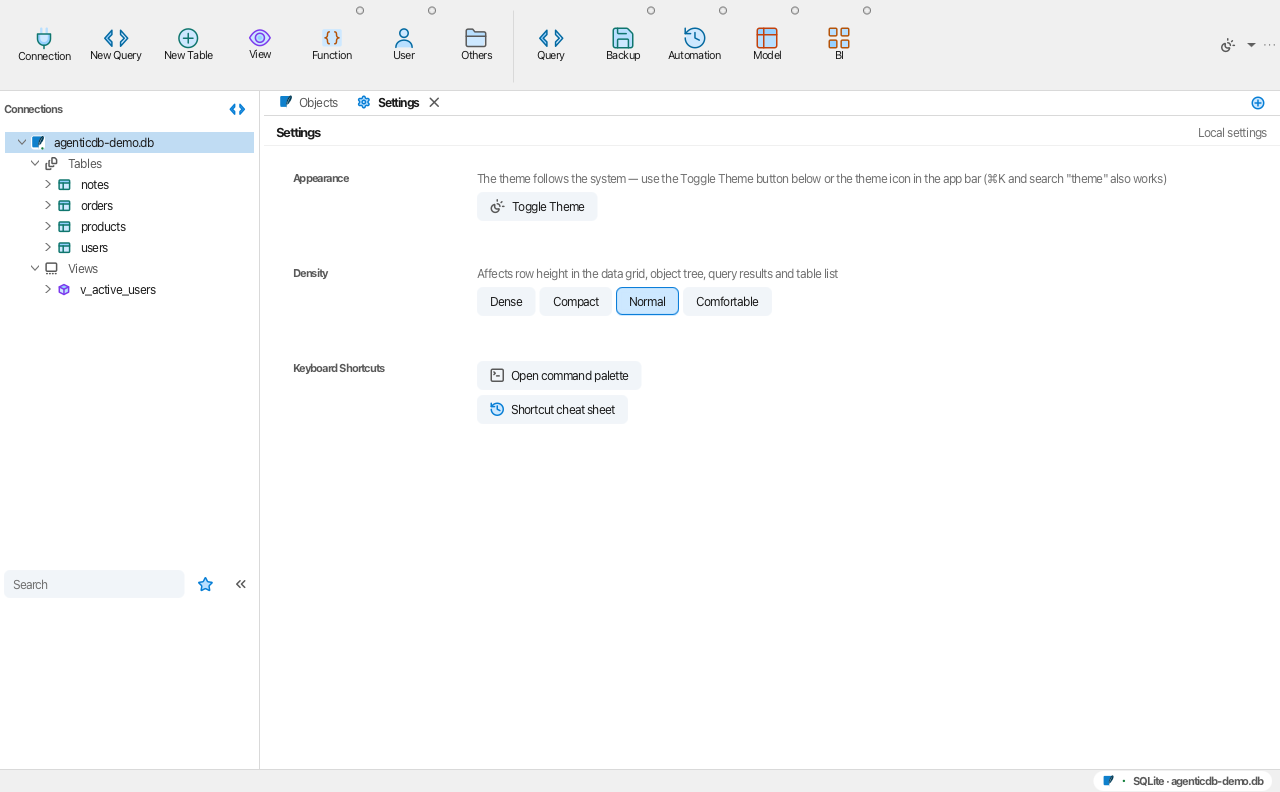 Connection
New Query
New Table
View
Function
User
Others
Query
Backup
Automation
Model
BI
Connections
Objects
Settings
agenticdb-demo.db
Tables
notes
orders
products
users
Views
v_active_users
Search
Settings
Local settings
Appearance
The theme follows the system — use the Toggle Theme button below or the theme icon in the app bar (⌘K and search "theme" also works)
Toggle Theme
Density
Affects row height in the data grid, object tree, query results and table list
Dense
Compact
Normal
Comfortable
Keyboard Shortcuts
Open command palette
Shortcut cheat sheet
SQLite · agenticdb-demo.db